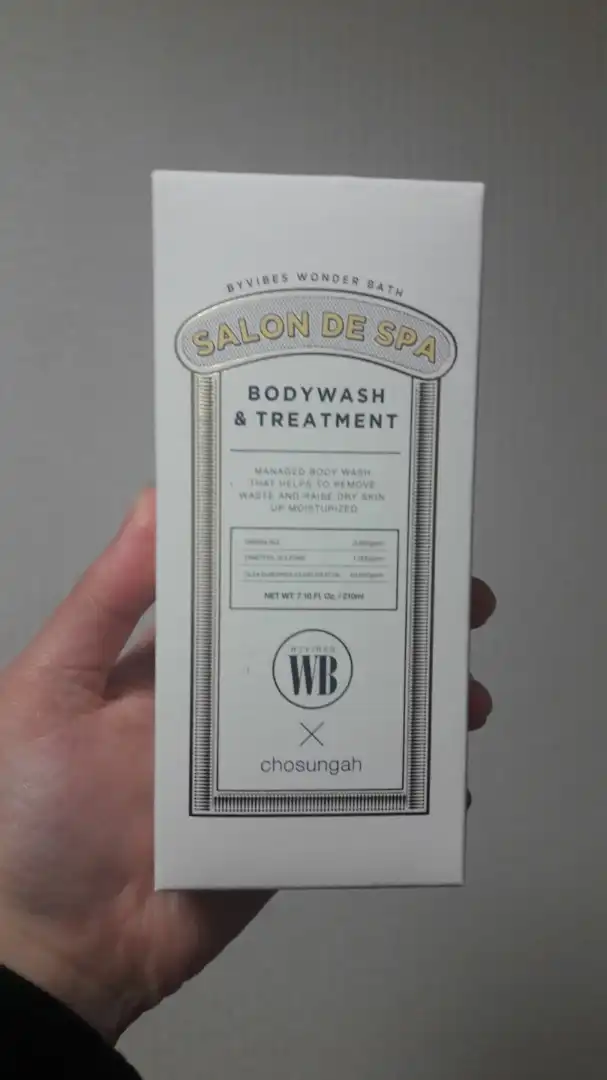 BYVIBES WONDER BATH
SALON DE SPA
BODYWASH
& TREATMENT
MANAGED BODY WASH
THAT HELPS TO REMOVE
WASTE AND RAISE DRY SKIN
UP MOISTURIZED
NET WT 7.10 FL Oz. / 210ml
BYVIBES
WB
X
chosungah